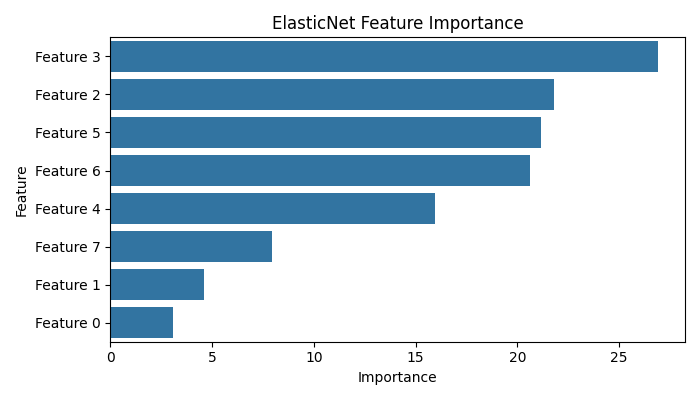 ElasticNet Feature Importance
Feature 3
Feature 2
Feature 5
Feature 6
Feature 4
Feature 7
Feature 1
Feature 0
Feature
0 5 10 15 20 25
Importance